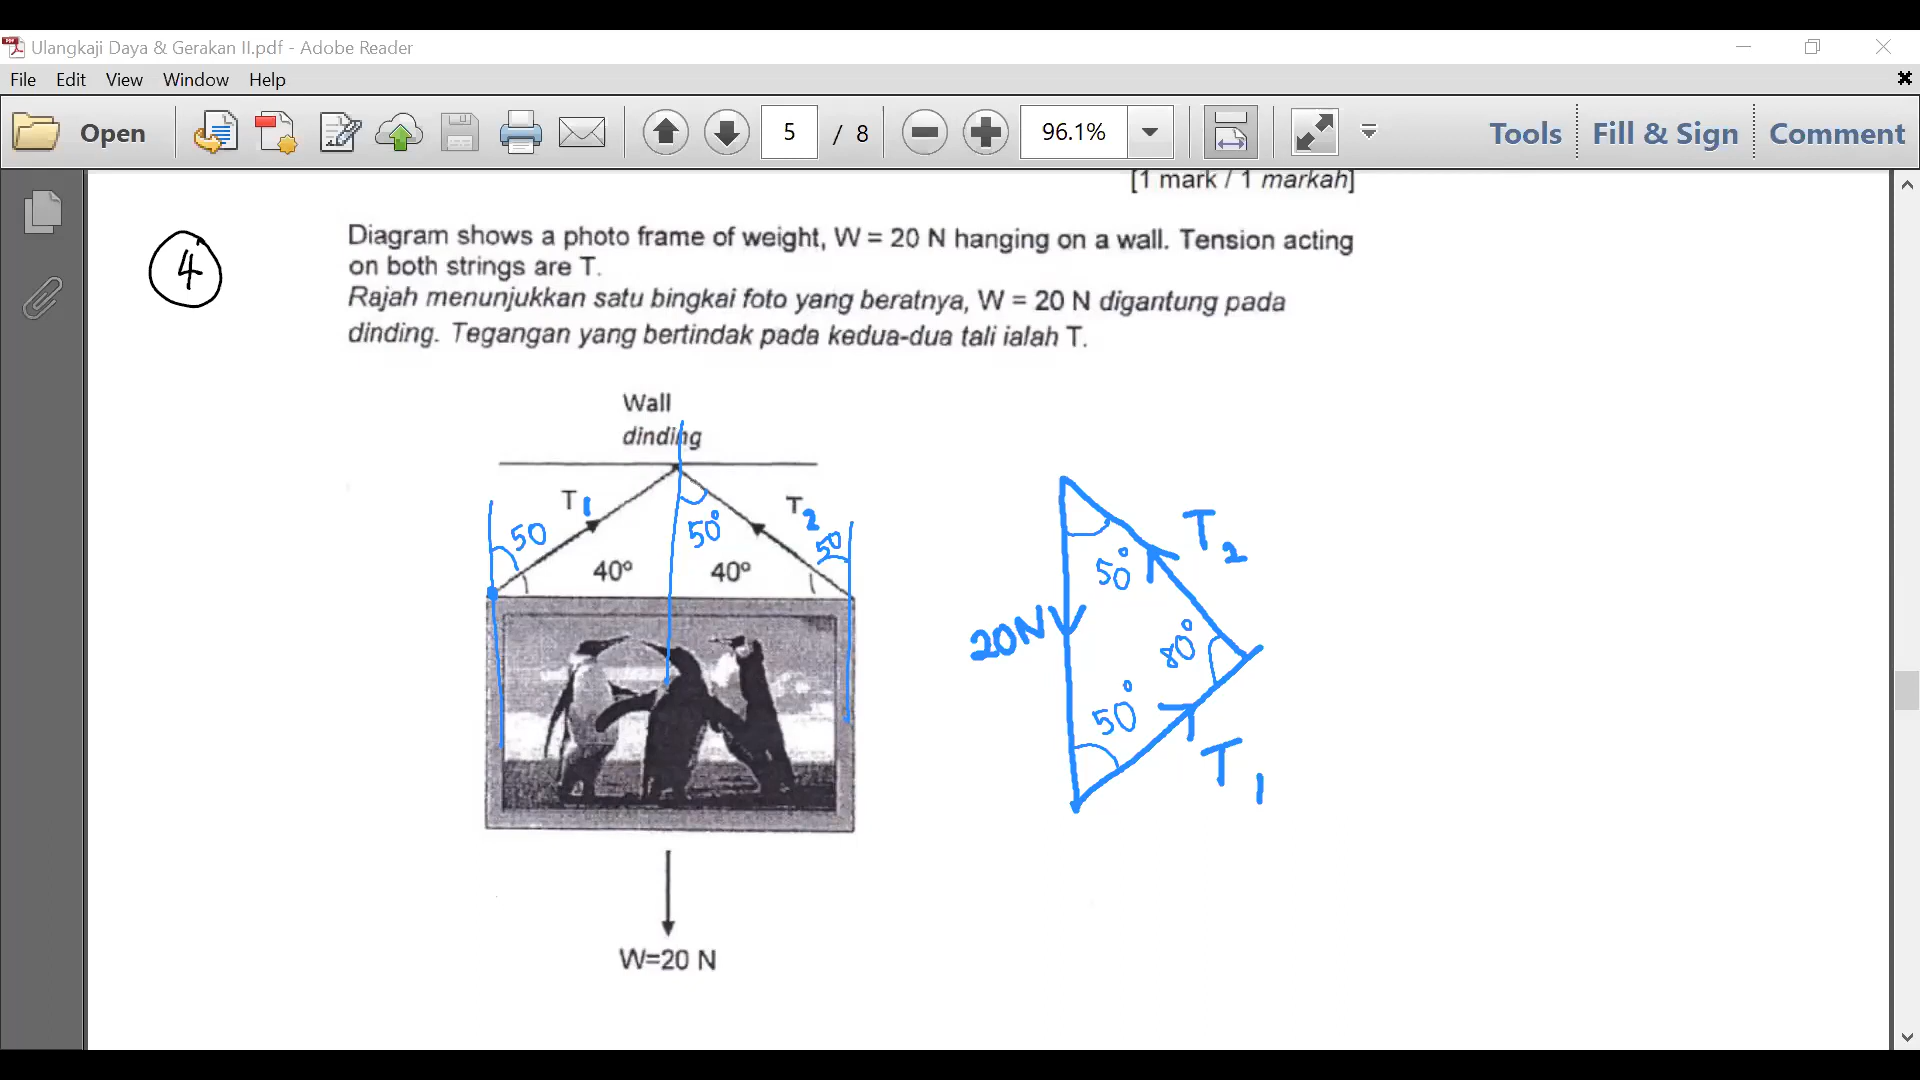 Ulangkaji Daya & Gerakan II.pdf - Adobe Reader
File Edit View Window Help
Open 5 / 8 96.1% Tools Fill & Sign Comment
[1 mark / 1 markah]
4
Diagram shows a photo frame of weight, W = 20 N hanging on a wall. Tension acting
on both strings are T.
Rajah menunjukkan satu bingkai foto yang beratnya, W = 20 N digantung pada
dinding. Tegangan yang bertindak pada kedua-dua tali ialah T.
Wall
dinding
T1 T2
50 50° 50
40° 40°
W=20 N
T2
50°
20N
80°
50°
T1